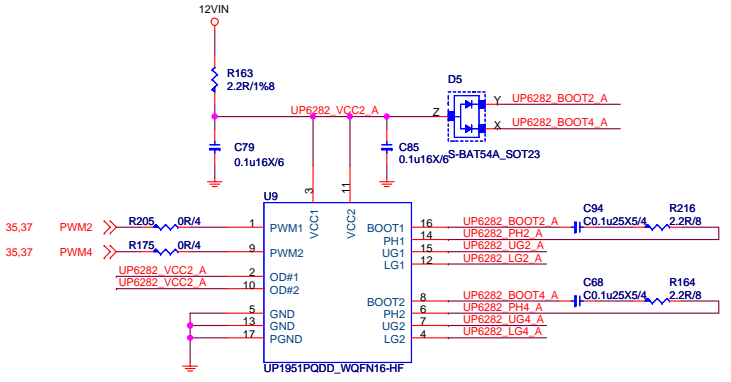 12VIN
R163
2.2R/1%8
D5
UP6282_VCC2_A
Z
Y
UP6282_BOOT2_A
X
UP6282_BOOT4_A
S-BAT54A_SOT23
C79
0.1u16X/6
C85
0.1u16X/6
U9
3
11
VCC1
VCC2
35,37
PWM2
R205
0R/4
1
PWM1
35,37
PWM4
R175
0R/4
9
PWM2
UP6282_VCC2_A
2
OD#1
UP6282_VCC2_A
10
OD#2
5
GND
13
GND
17
PGND
BOOT1
16
UP6282_BOOT2_A
C94
C0.1u25X5/4
R216
2.2R/8
PH1
14
UP6282_PH2_A
UG1
15
UP6282_UG2_A
LG1
12
UP6282_LG2_A
BOOT2
8
UP6282_BOOT4_A
C68
C0.1u25X5/4
R164
2.2R/8
PH2
6
UP6282_PH4_A
UG2
7
UP6282_UG4_A
LG2
4
UP6282_LG4_A
UP1951PQDD_WQFN16-HF